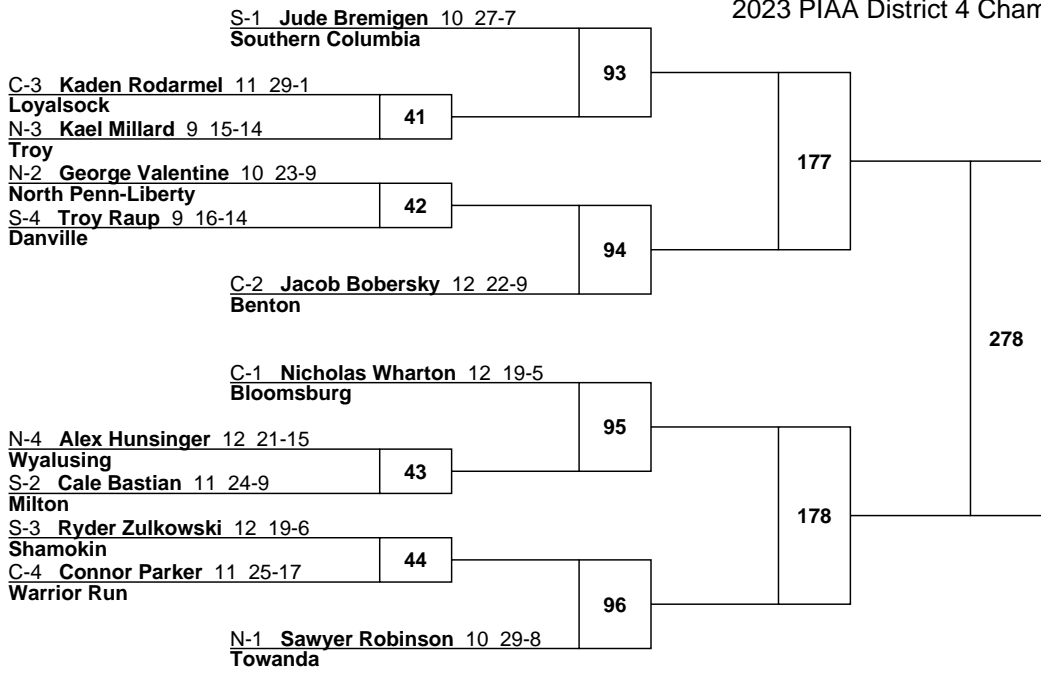 2023 PIAA District 4 Cham
S-1 Jude Bremigen 10 27-7
Southern Columbia
93
C-3 Kaden Rodarmel 11 29-1
Loyalsock
41
N-3 Kael Millard 9 15-14
Troy
177
N-2 George Valentine 10 23-9
North Penn-Liberty
42
S-4 Troy Raup 9 16-14
Danville
94
C-2 Jacob Bobersky 12 22-9
Benton
278
C-1 Nicholas Wharton 12 19-5
Bloomsburg
95
N-4 Alex Hunsinger 12 21-15
Wyalusing
43
S-2 Cale Bastian 11 24-9
Milton
178
S-3 Ryder Zulkowski 12 19-6
Shamokin
44
C-4 Connor Parker 11 25-17
Warrior Run
96
N-1 Sawyer Robinson 10 29-8
Towanda